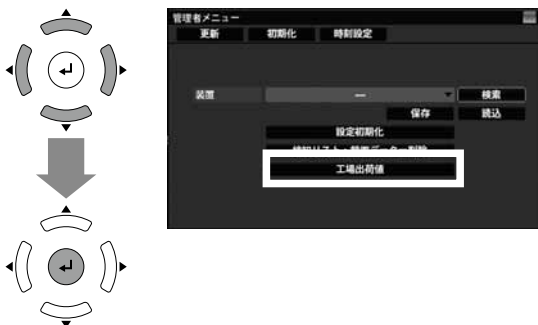 管理者メニュー
更新 初期化 時刻設定
装置 --- 検索
保存 読込
設定初期化
工場出荷値